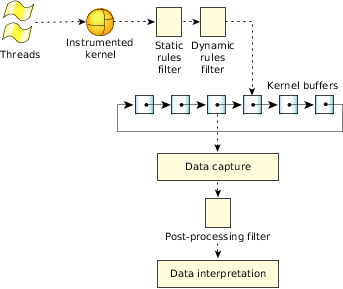 Threads
Instrumented
kernel
Static
rules
filter
Dynamic
rules
filter
Kernel buffers
Data capture
Post-processing filter
Data interpretation